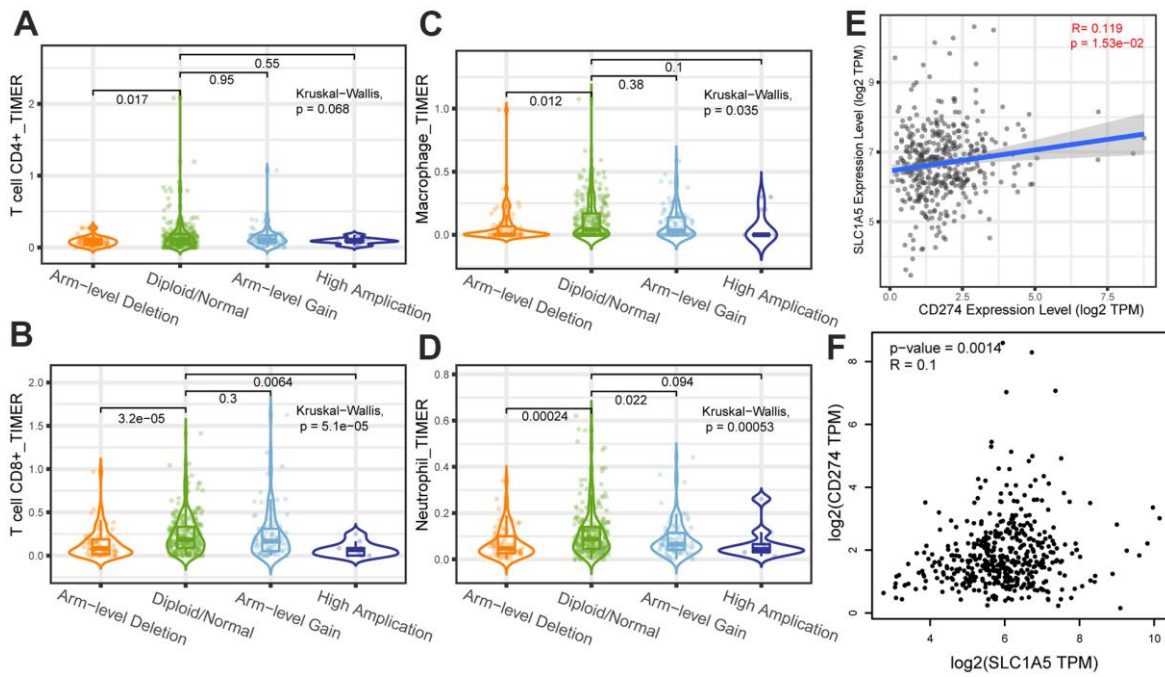 A
T cell CD4+_TIMER
2
1
0
0.55
0.95
0.017
Kruskal−Wallis,
p = 0.068
Arm−level Deletion
Diploid/Normal
Arm−level Gain
High Amplication
B
T cell CD8+_TIMER
2.0
1.5
1.0
0.5
0.0
0.0064
0.3
3.2e−05
Kruskal−Wallis,
p = 5.1e−05
Arm−level Deletion
Diploid/Normal
Arm−level Gain
High Amplication
C
Macrophage_TIMER
1.0
0.5
0.0
0.1
0.38
0.012
Kruskal−Wallis,
p = 0.035
Arm−level Deletion
Diploid/Normal
Arm−level Gain
High Amplication
D
Neutrophil_TIMER
0.8
0.6
0.4
0.2
0.0
0.094
0.022
0.00024
Kruskal−Wallis,
p = 0.00053
Arm−level Deletion
Diploid/Normal
Arm−level Gain
High Amplication
E
R= 0.119
p = 1.53e−02
SLC1A5 Expression Level (log2 TPM)
9
7
5
0.0
2.5
5.0
7.5
CD274 Expression Level (log2 TPM)
F
p-value = 0.0014
R = 0.1
log2(CD274 TPM)
8
6
4
2
0
4
6
8
10
log2(SLC1A5 TPM)